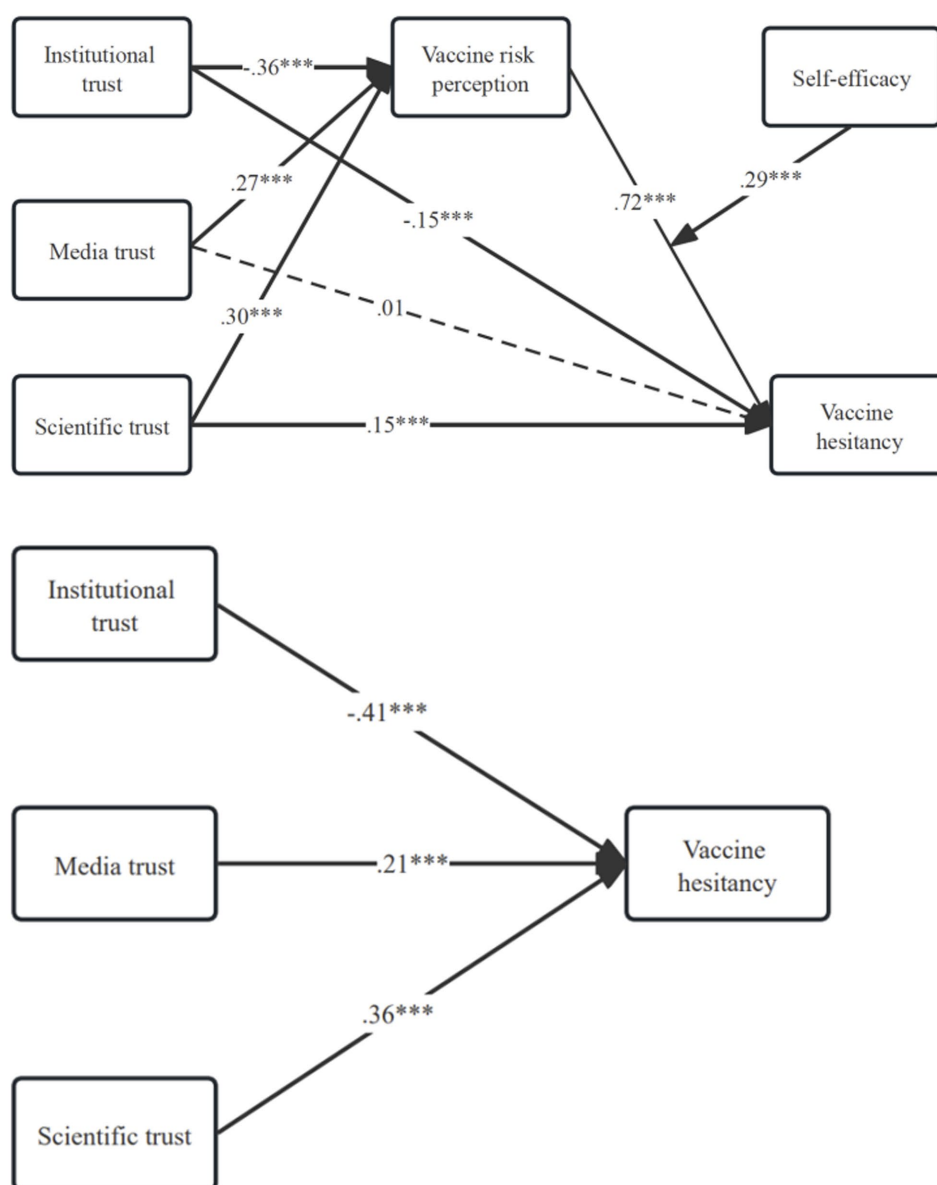 Institutional
trust
-.36***
Vaccine risk
perception
Self-efficacy
.27***
.29***
.72***
-.15***
Media trust
.01
.30***
Scientific trust
.15***
Vaccine
hesitancy
Institutional
trust
-.41***
Media trust
.21***
Vaccine
hesitancy
.36***
Scientific trust